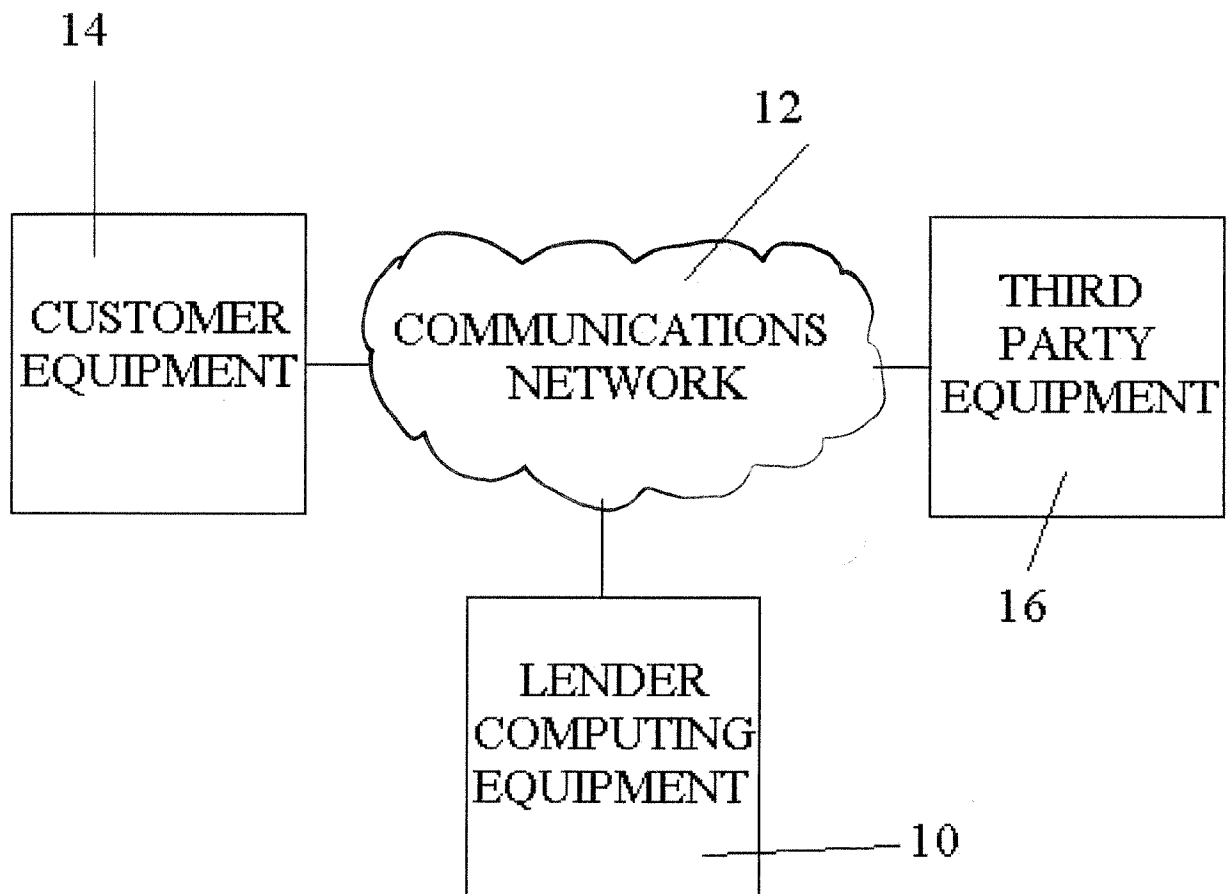 14
12
CUSTOMER
EQUIPMENT
COMMUNICATIONS
NETWORK
THIRD
PARTY
EQUIPMENT
16
LENDER
COMPUTING
EQUIPMENT
10